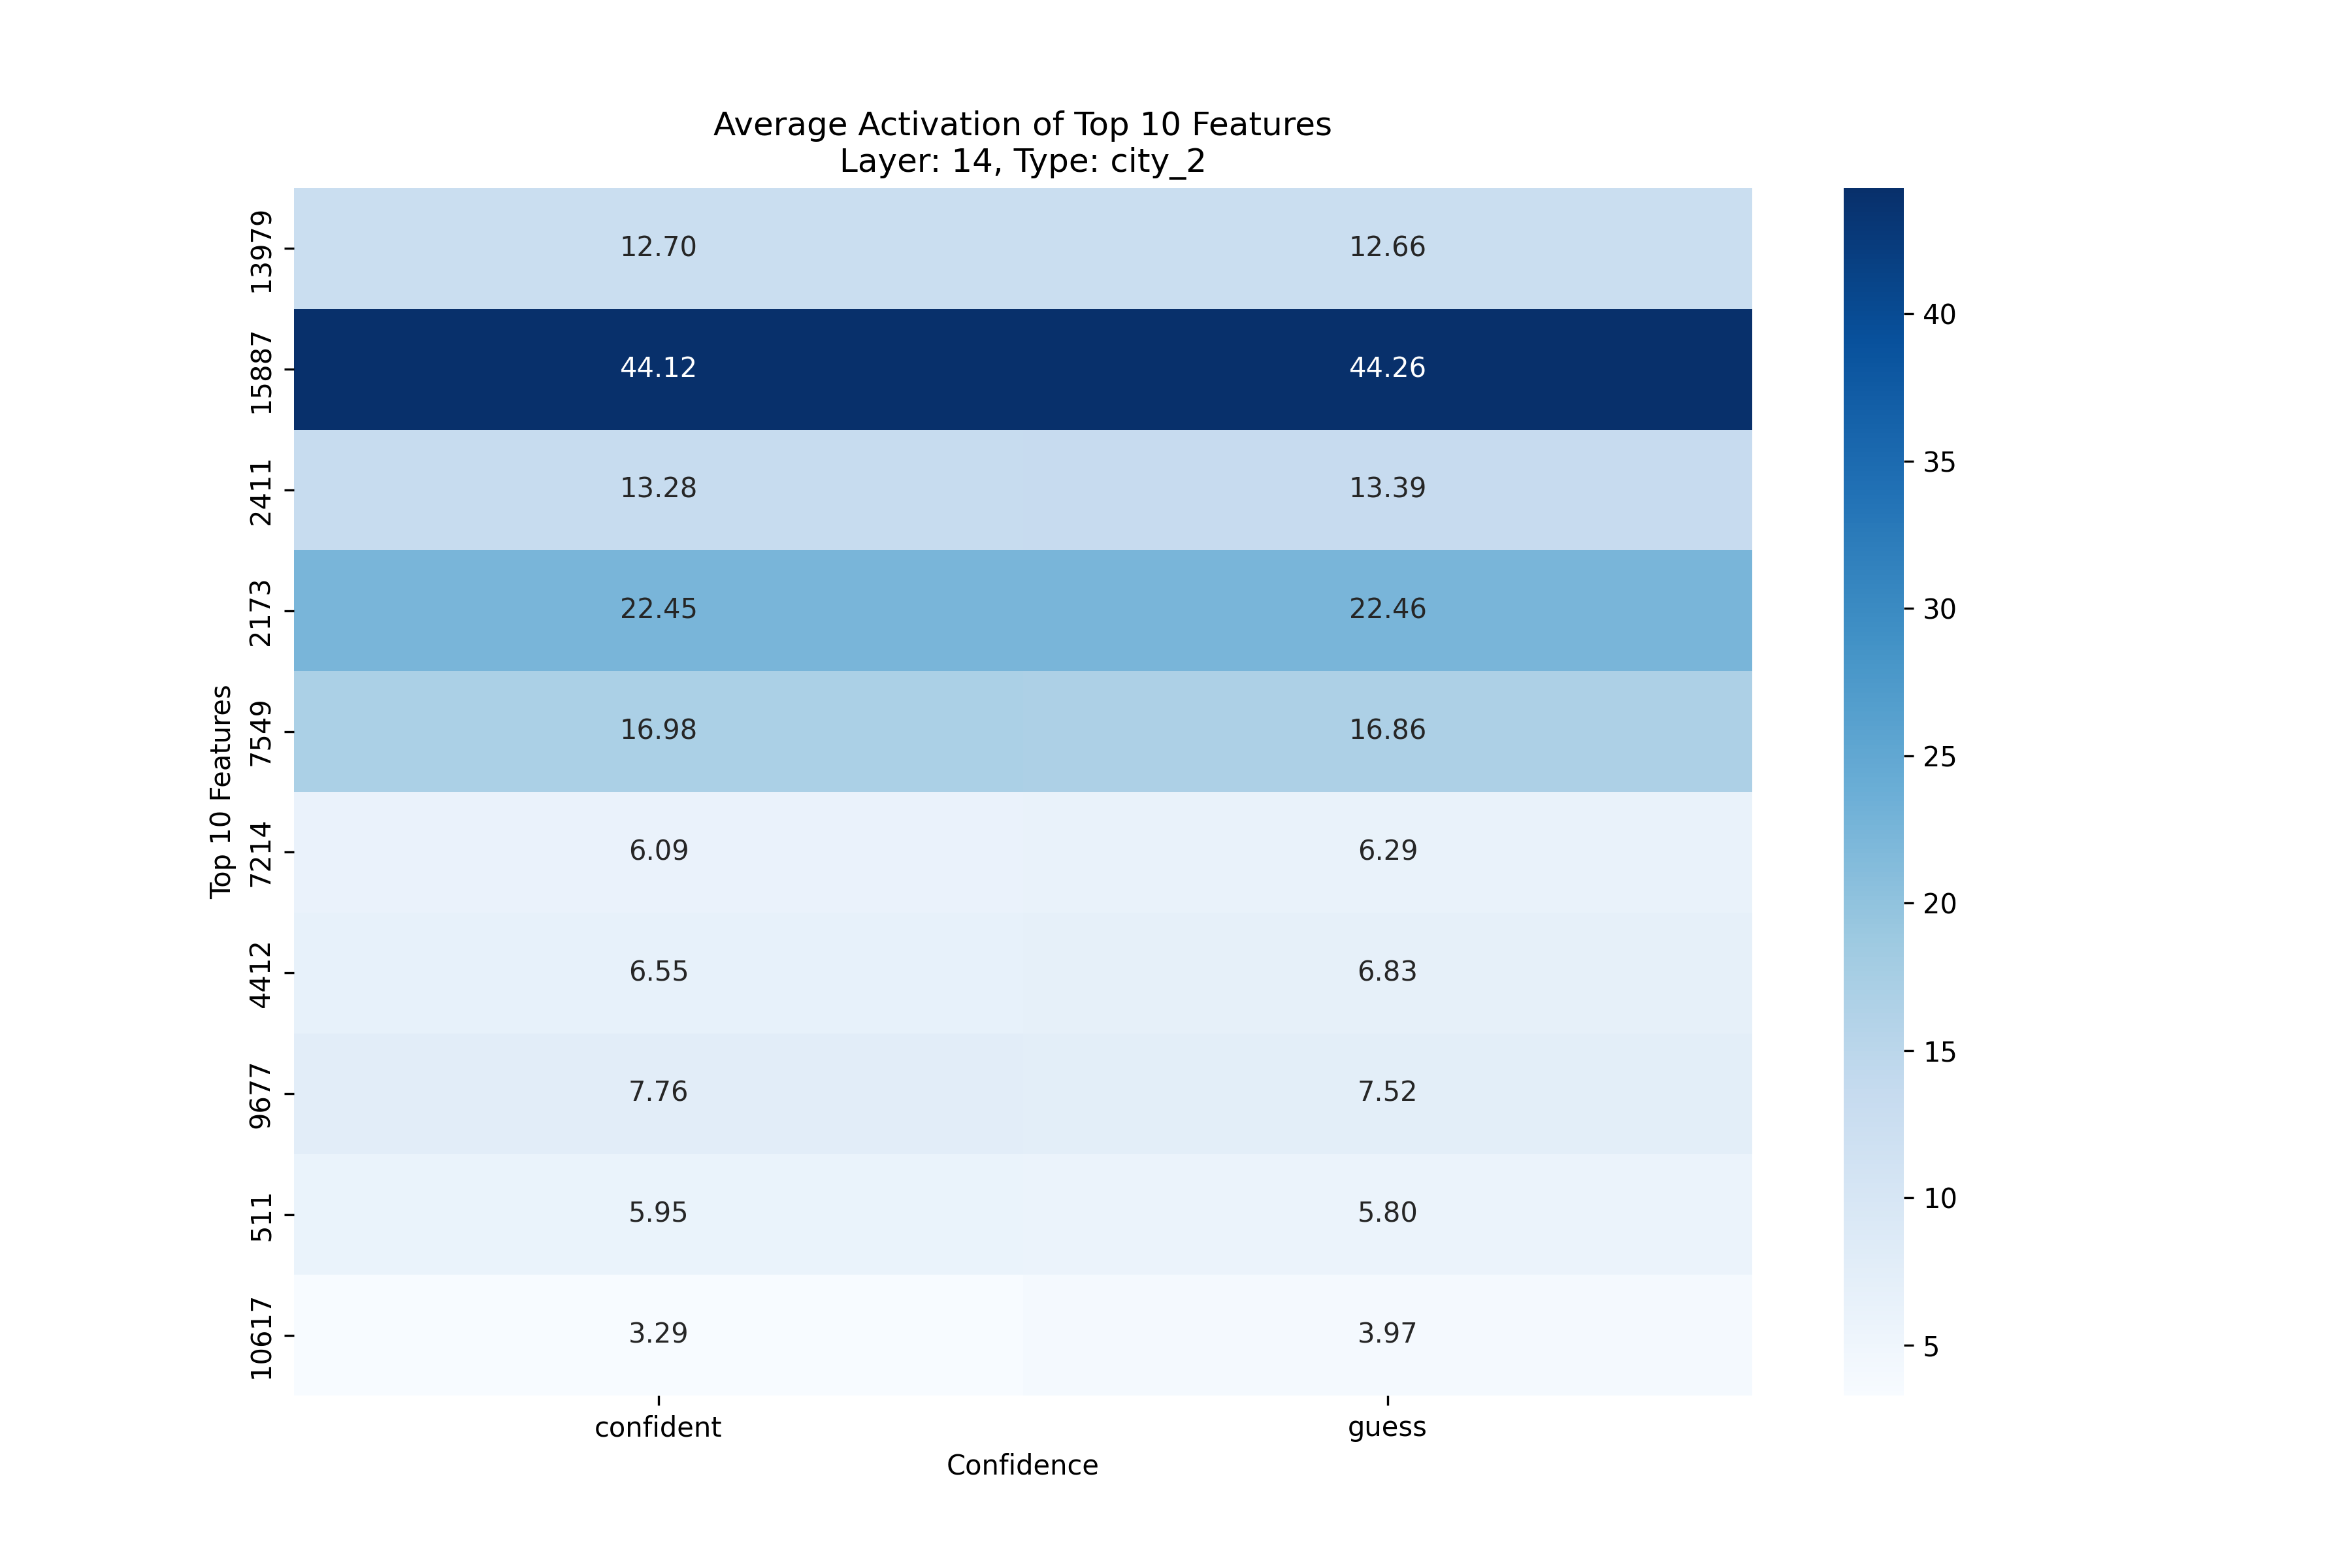 Average Activation of Top 10 Features
Layer: 14, Type: city_2
Top 10 Features
13979 12.70 12.66
15887 44.12 44.26
2411 13.28 13.39
2173 22.45 22.46
7549 16.98 16.86
7214 6.09 6.29
4412 6.55 6.83
9677 7.76 7.52
511 5.95 5.80
10617 3.29 3.97
confident guess
Confidence
40
35
30
25
20
15
10
5